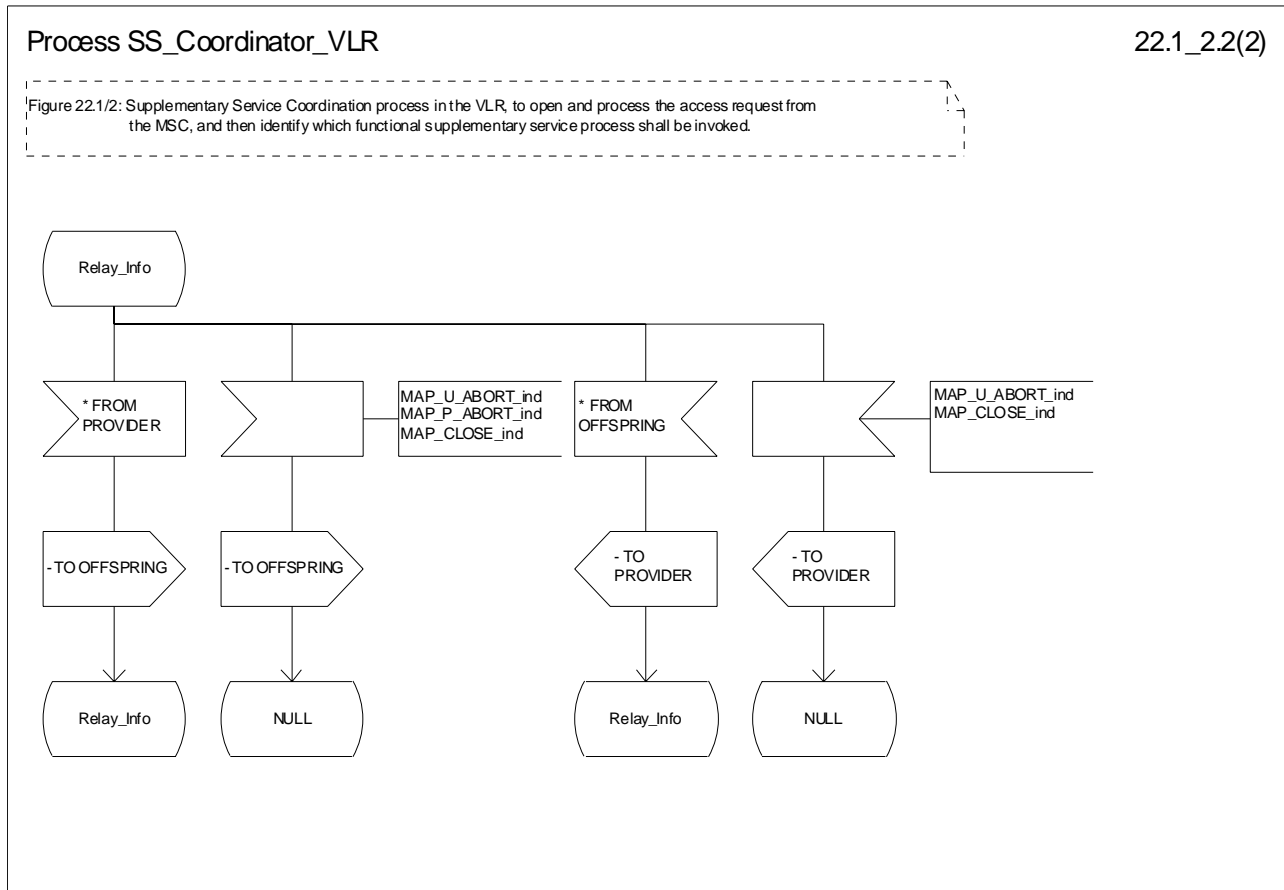 Process SS_Coordinator_VLR
22.1_2.2(2)
Figure 22.1/2: Supplementary Service Coordination process in the VLR, to open and process the access request from
the MSC, and then identify which functional supplementary service process shall be invoked.
Relay_Info
* FROM
PROVIDER
MAP_U_ABORT_ind
MAP_P_ABORT_ind
MAP_CLOSE_ind
* FROM
OFFSPRING
MAP_U_ABORT_ind
MAP_CLOSE_ind
- TO OFFSPRING
- TO OFFSPRING
- TO
PROVIDER
- TO
PROVIDER
Relay_Info
NULL
Relay_Info
NULL